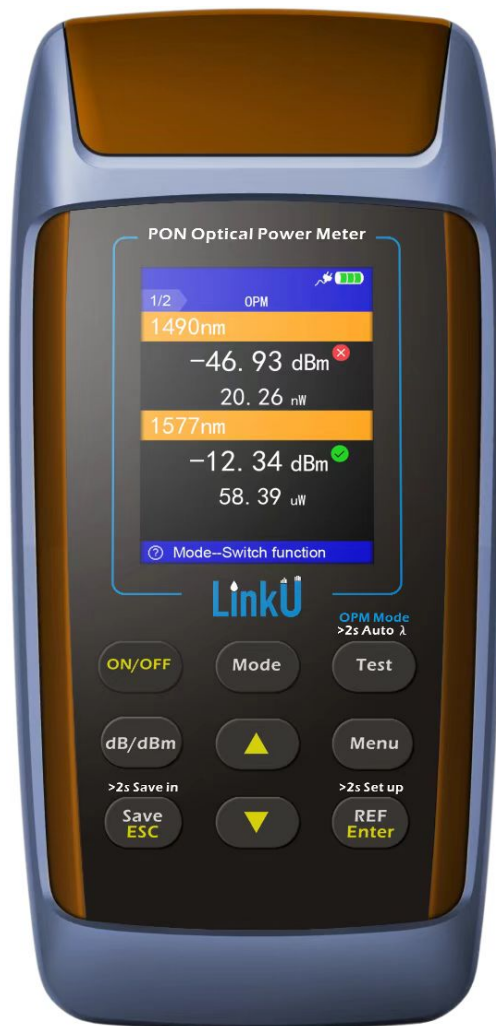 PON Optical Power Meter
1/2 OPM
1490nm
-46.93 dBm
20.26 nW
1577nm
-12.34 dBm
58.39 uW
? Mode--Switch function
LinkU
OPM Mode
>2s Auto λ
ON/OFF Mode Test
dB/dBm Menu
>2s Save in >2s Set up
Save REF
ESC Enter